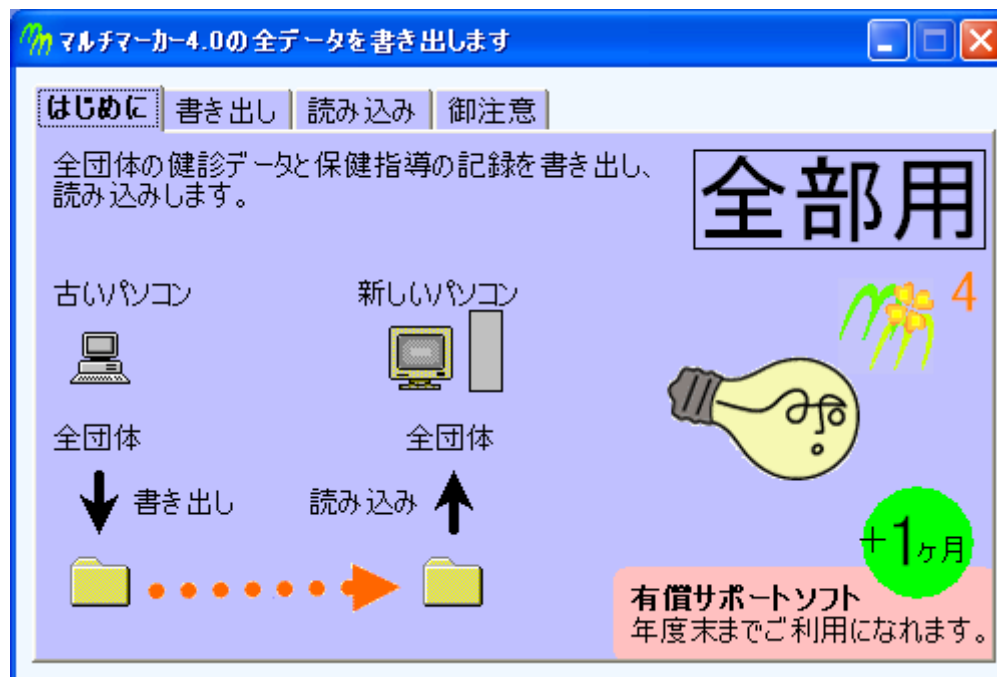 マルチマーカー4.0の全データを書き出します
はじめに 書き出し 読み込み 御注意
全団体の健診データと保健指導の記録を書き出し、
読み込みします。
全部用
古いパソコン 新しいパソコン
4
全団体 全団体
書き出し 読み込み
+1ヶ月
有償サポートソフト
年度末までご利用になれます。